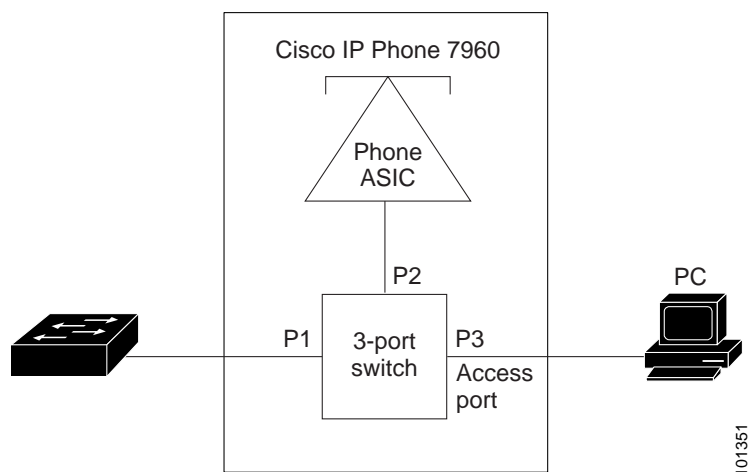 Cisco IP Phone 7960
Phone
ASIC
P2
PC
P1
3-port
switch
P3
Access
port
101351